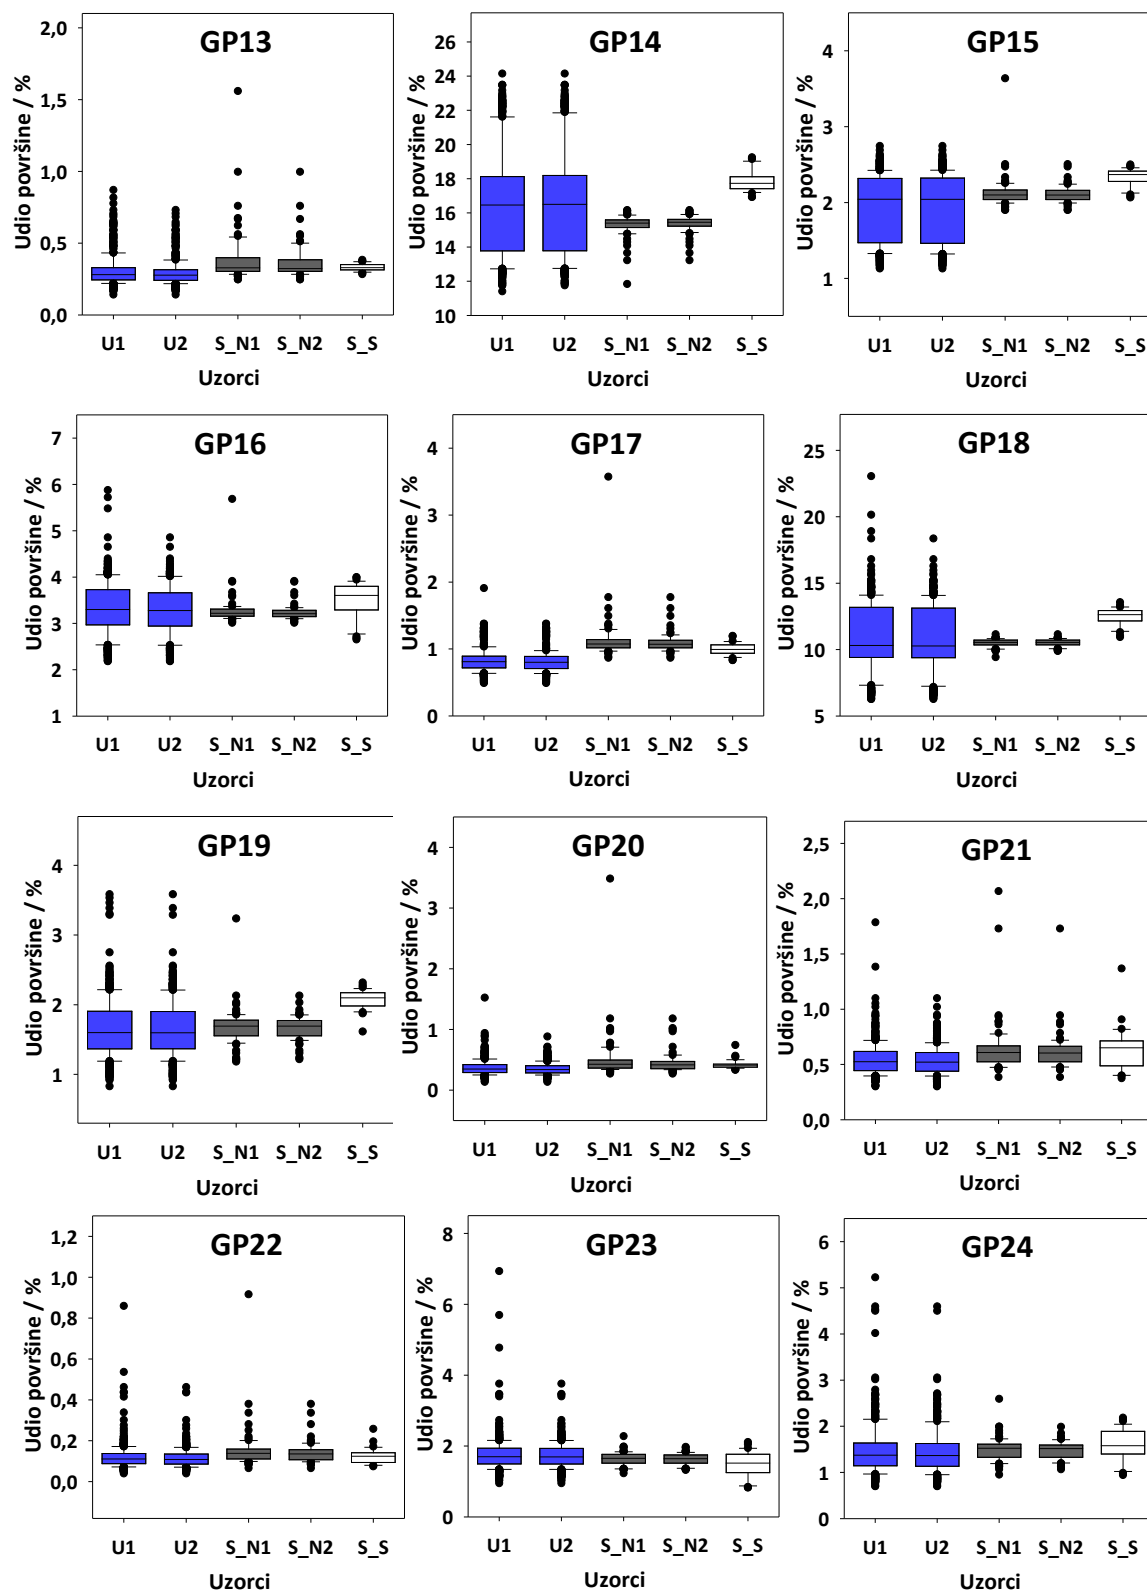 GP13
Udio površine / %
2,0
1,5
1,0
0,5
0,0
U1 U2 S_N1 S_N2 S_S
Uzorci
GP14
Udio površine / %
26
24
22
20
18
16
14
12
10
U1 U2 S_N1 S_N2 S_S
Uzorci
GP15
Udio površine / %
4
3
2
1
U1 U2 S_N1 S_N2 S_S
Uzorci
GP16
Udio površine / %
7
6
5
4
3
2
1
U1 U2 S_N1 S_N2 S_S
Uzorci
GP17
Udio površine / %
4
3
2
1
0
U1 U2 S_N1 S_N2 S_S
Uzorci
GP18
Udio površine / %
25
20
15
10
5
U1 U2 S_N1 S_N2 S_S
Uzorci
GP19
Udio površine / %
4
3
2
1
U1 U2 S_N1 S_N2 S_S
Uzorci
GP20
Udio površine / %
4
3
2
1
0
U1 U2 S_N1 S_N2 S_S
Uzorci
GP21
Udio površine / %
2,5
2,0
1,5
1,0
0,5
0,0
U1 U2 S_N1 S_N2 S_S
Uzorci
GP22
Udio površine / %
1,2
1,0
0,8
0,6
0,4
0,2
0,0
U1 U2 S_N1 S_N2 S_S
Uzorci
GP23
Udio površine / %
8
6
4
2
0
U1 U2 S_N1 S_N2 S_S
Uzorci
GP24
Udio površine / %
6
5
4
3
2
1
0
U1 U2 S_N1 S_N2 S_S
Uzorci